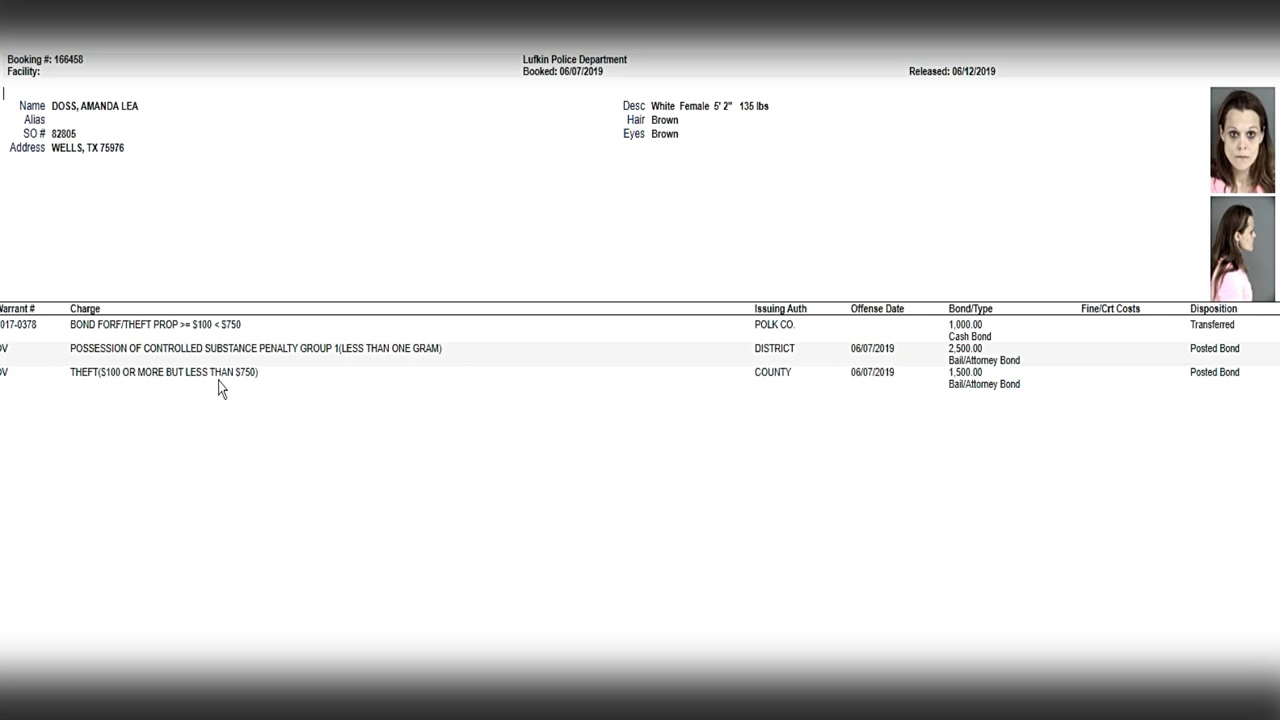 Booking #: 166458 Lufkin Police Department
Facility: Booked: 06/07/2019 Released: 06/12/2019
Name DOSS, AMANDA LEA Desc White Female 5' 2" 135 lbs
Alias Hair Brown
SO # 82805 Eyes Brown
Address WELLS, TX 75976
Warrant # Charge Issuing Auth Offense Date Bond/Type Fine/Crt Costs Disposition
017-0378 BOND FORF/THEFT PROP >= $100 < $750 POLK CO. 1,000.00 Transferred
Cash Bond
OV POSSESSION OF CONTROLLED SUBSTANCE PENALTY GROUP 1(LESS THAN ONE GRAM) DISTRICT 06/07/2019 2,500.00 Posted Bond
Bail/Attorney Bond
OV THEFT($100 OR MORE BUT LESS THAN $750) COUNTY 06/07/2019 1,500.00 Posted Bond
Bail/Attorney Bond